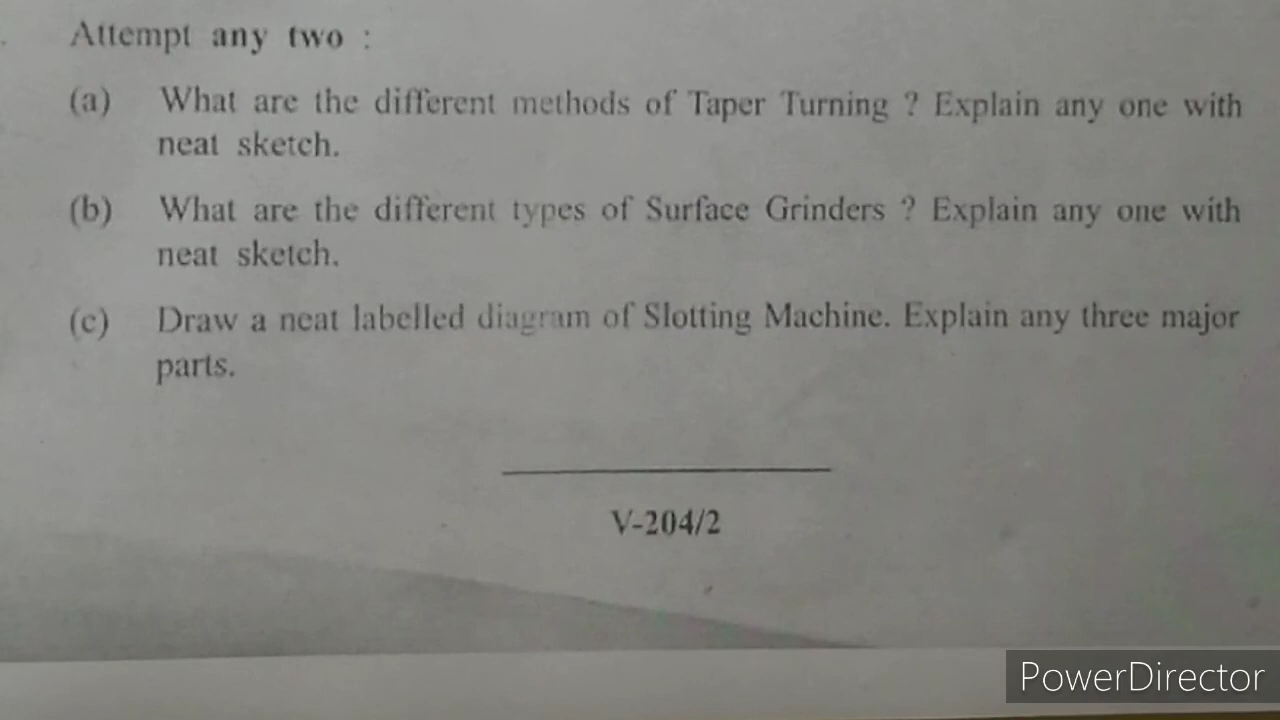 Attempt any two :
(a) What are the different methods of Taper Turning ? Explain any one with
neat sketch.
(b) What are the different types of Surface Grinders ? Explain any one with
neat sketch.
(c) Draw a neat labelled diagram of Slotting Machine. Explain any three major
parts.
V-204/2
PowerDirector